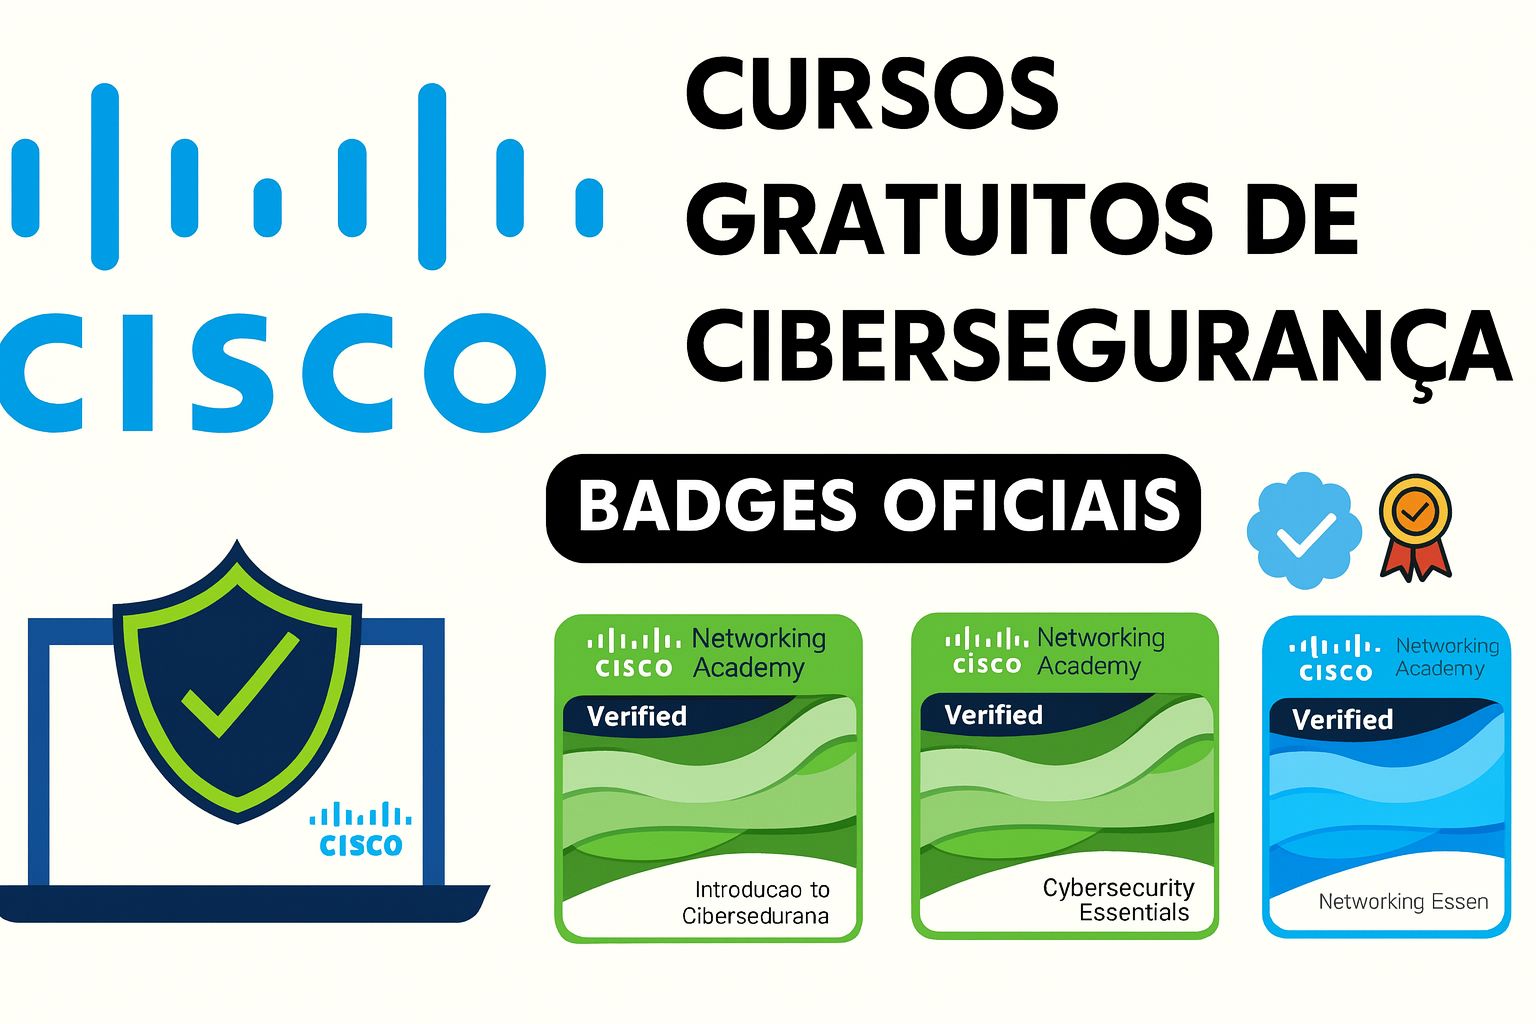 CISCO
CURSOS
GRATUITOS DE
CIBERSEGURANÇA
BADGES OFICIAIS
CISCO
CISCO
Networking
Academy
Verified
Introducao to
Cibersedurana
CISCO
Networking
Academy
Verified
Cybersecurity
Essentials
CISCO
Networking
Academy
Verified
Networking Essen